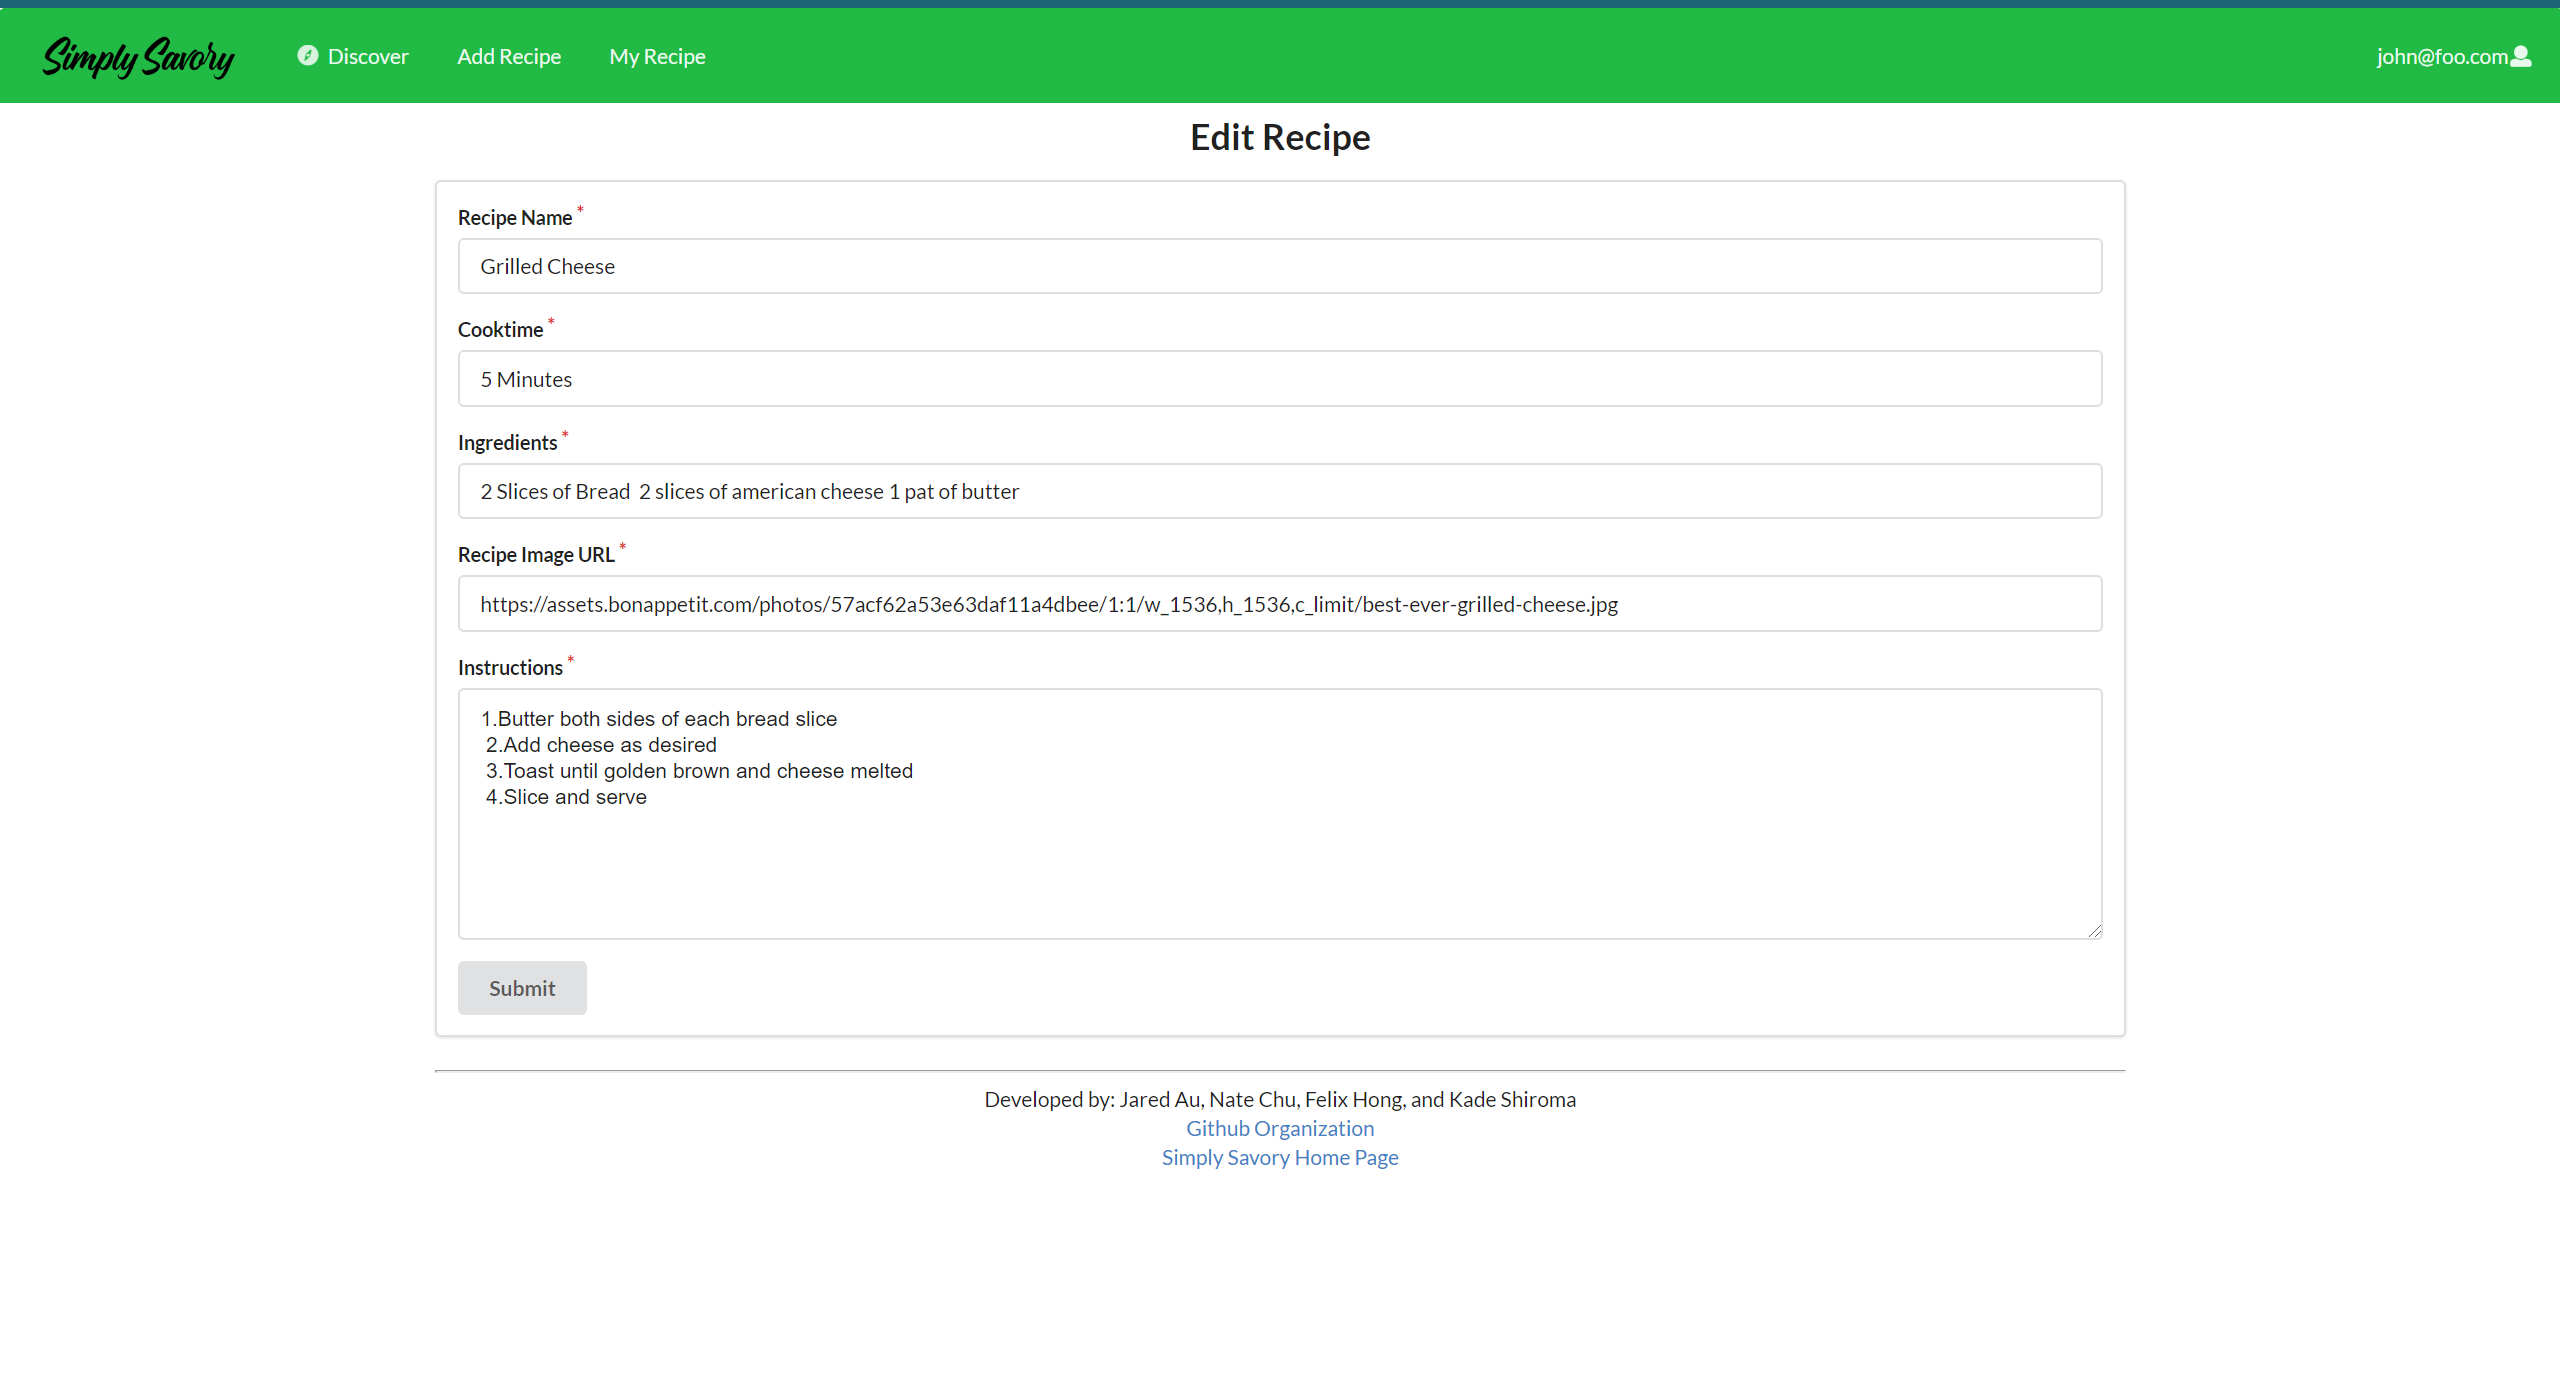 Simply Savory Discover Add Recipe My Recipe john@foo.com
Edit Recipe
Recipe Name *
Grilled Cheese
Cooktime *
5 Minutes
Ingredients *
2 Slices of Bread  2 slices of american cheese 1 pat of butter
Recipe Image URL *
https://assets.bonappetit.com/photos/57acf62a53e63daf11a4dbee/1:1/w_1536,h_1536,c_limit/best-ever-grilled-cheese.jpg
Instructions *
1.Butter both sides of each bread slice
2.Add cheese as desired
3.Toast until golden brown and cheese melted
4.Slice and serve
Submit
Developed by: Jared Au, Nate Chu, Felix Hong, and Kade Shiroma
Github Organization
Simply Savory Home Page